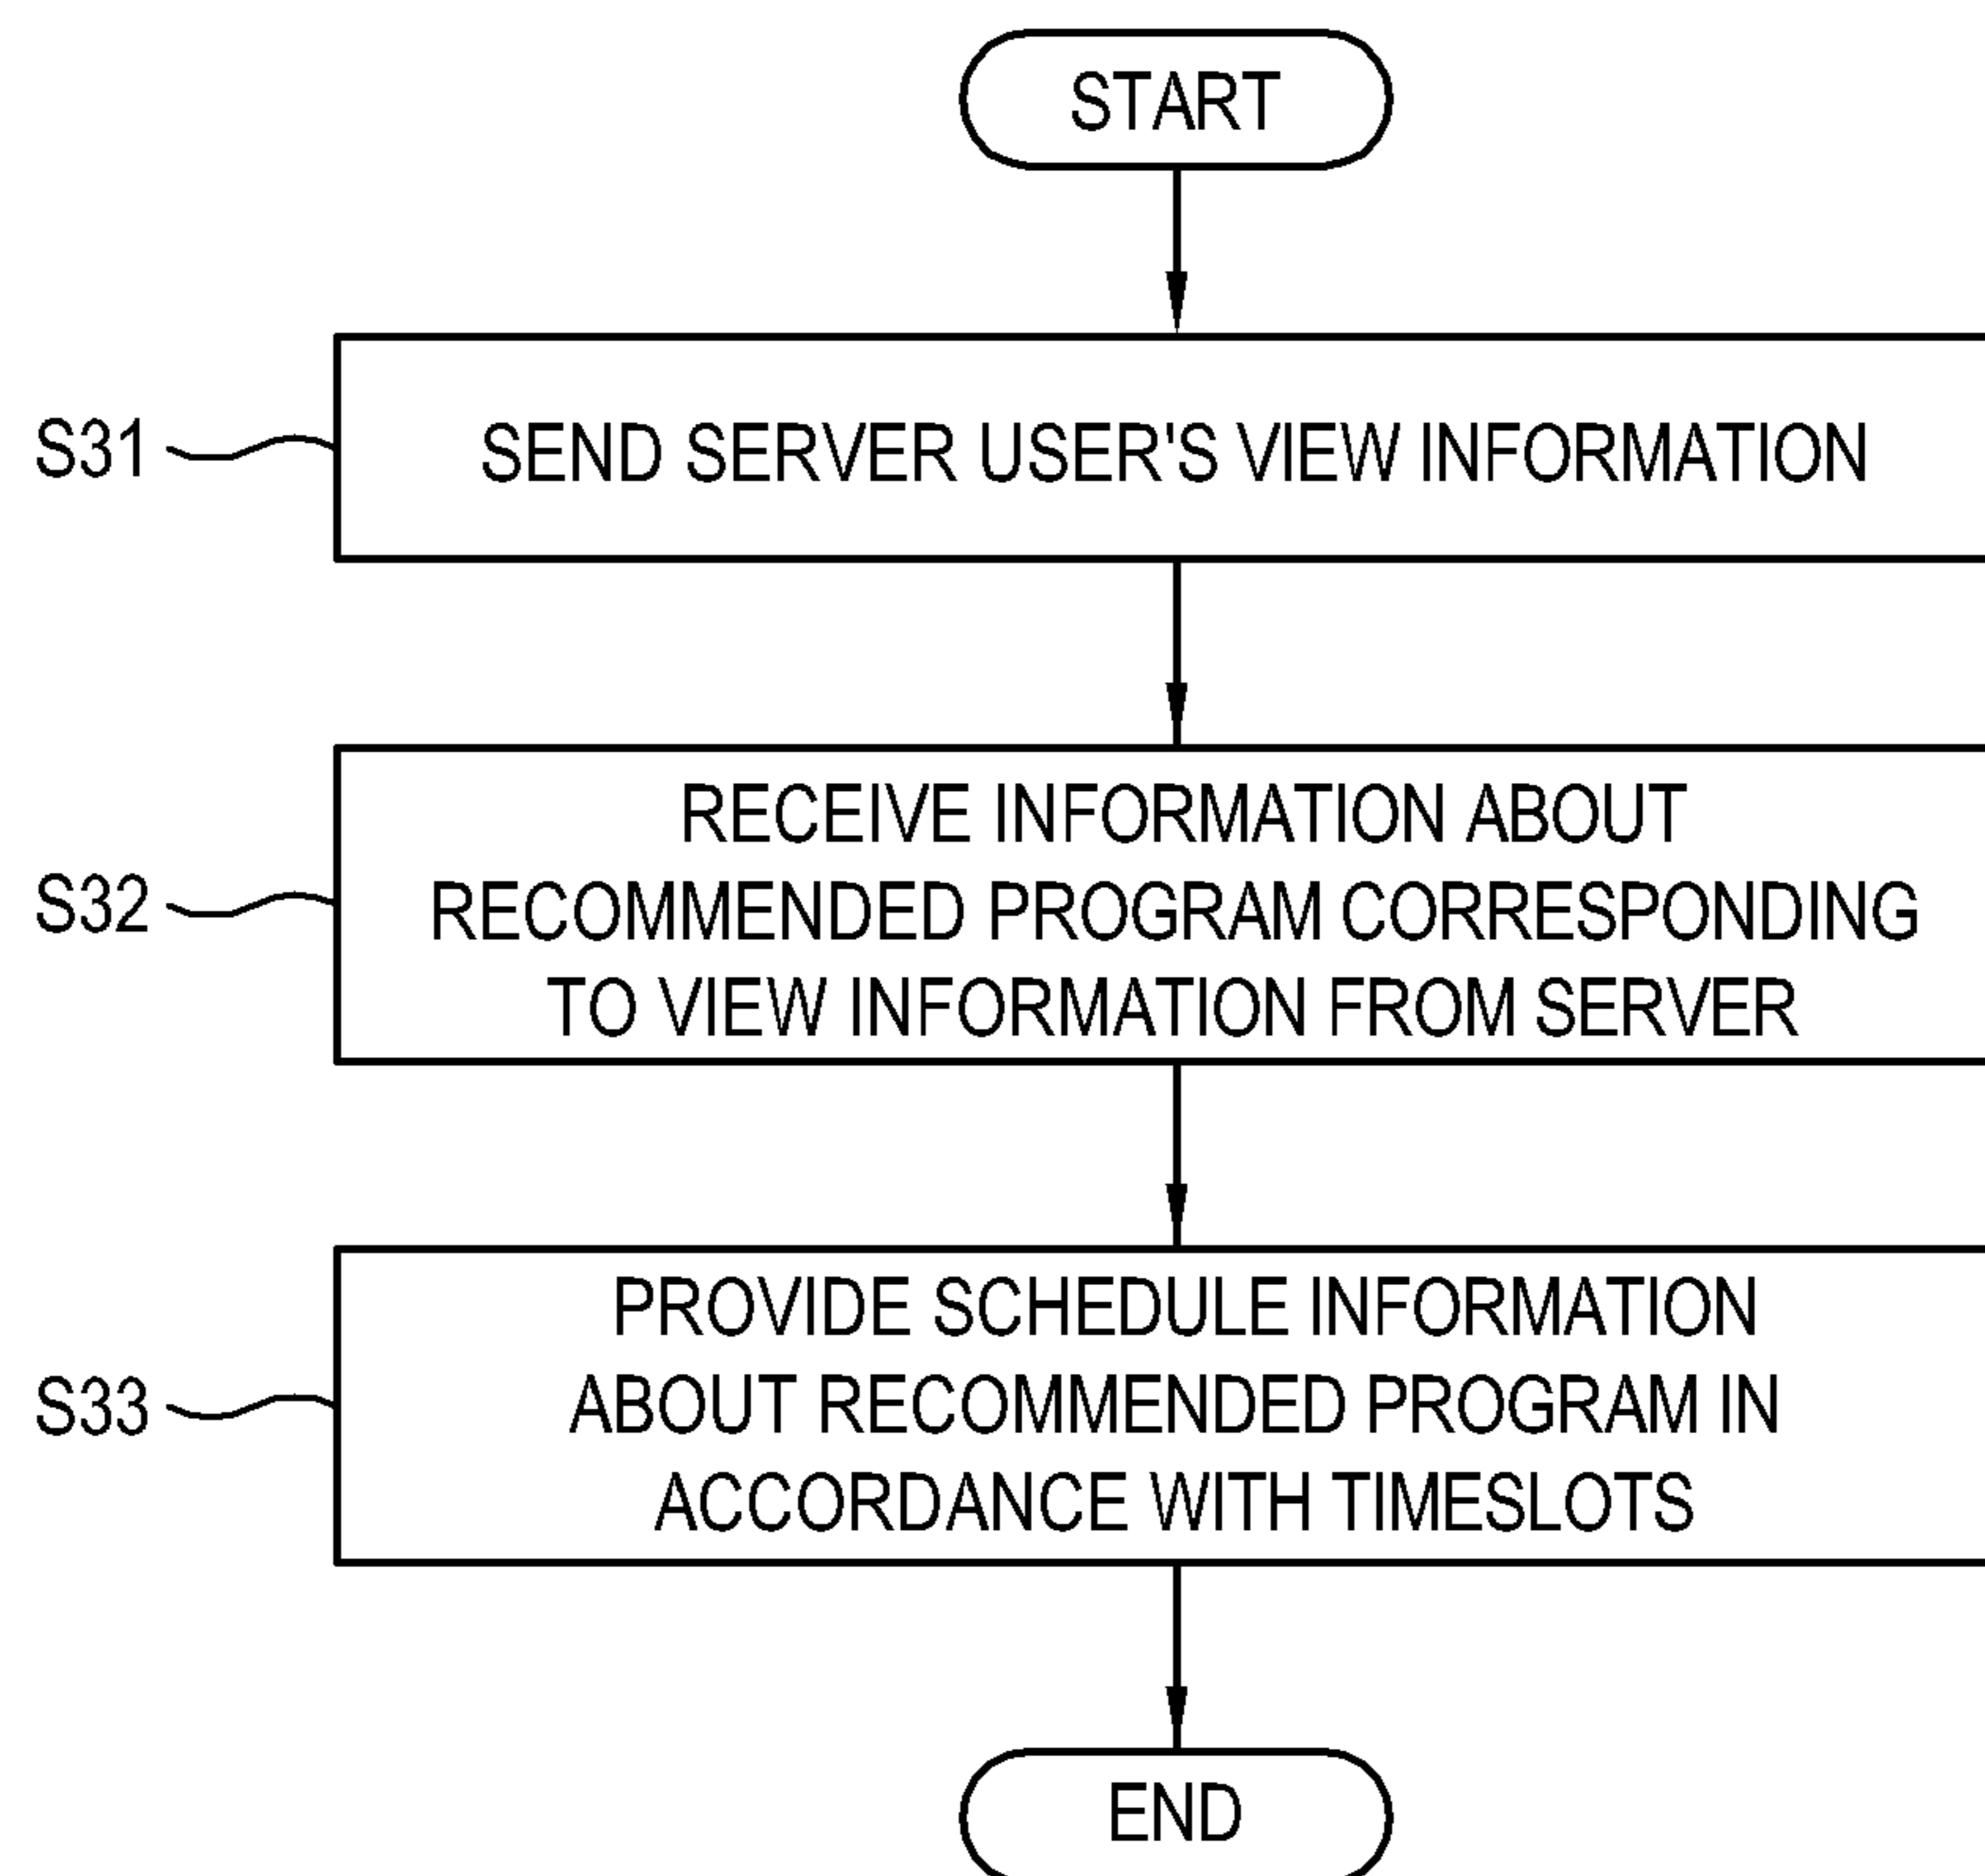 START
S31
SEND SERVER USER'S VIEW INFORMATION
S32
RECEIVE INFORMATION ABOUT
RECOMMENDED PROGRAM CORRESPONDING
TO VIEW INFORMATION FROM SERVER
S33
PROVIDE SCHEDULE INFORMATION
ABOUT RECOMMENDED PROGRAM IN
ACCORDANCE WITH TIMESLOTS
END